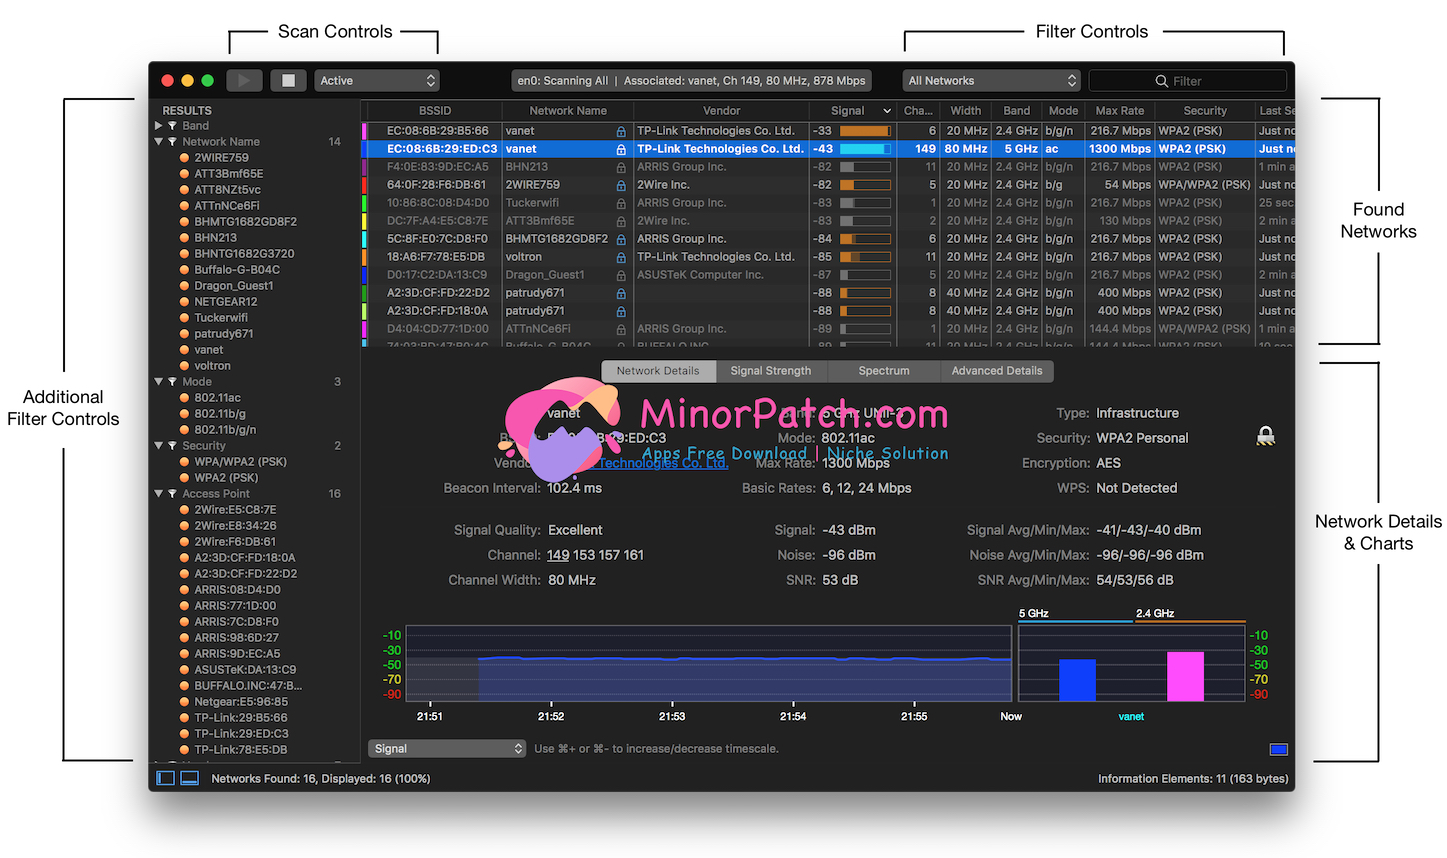 Scan Controls
Filter Controls
Active
en0: Scanning All | Associated: vanet, Ch 149, 80 MHz, 878 Mbps
All Networks
Filter
RESULTS
Band
Network Name 14
2WIRE759
ATT3Bmf65E
ATT8NZt5vc
ATTnNCe6Fi
BHMTG1682GD8F2
BHN213
BHNTG1682G3720
Buffalo-G-B04C
Dragon_Guest1
NETGEAR12
Tuckerwifi
patrudy671
vanet
voltron
Mode 3
802.11ac
802.11b/g
802.11b/g/n
Security 2
WPA/WPA2 (PSK)
WPA2 (PSK)
Access Point 16
2Wire:E5:C8:7E
2Wire:E8:34:26
2Wire:F6:DB:61
A2:3D:CF:FD:18:0A
A2:3D:CF:FD:22:D2
ARRIS:08:D4:D0
ARRIS:77:1D:00
ARRIS:7C:D8:F0
ARRIS:98:6D:27
ARRIS:9D:EC:A5
ASUSTeK:DA:13:C9
BUFFALO.INC:47:B...
Netgear:E5:96:85
TP-Link:29:B5:66
TP-Link:29:ED:C3
TP-Link:78:E5:DB
BSSID Network Name Vendor Signal Cha... Width Band Mode Max Rate Security Last Se
EC:08:6B:29:B5:66 vanet TP-Link Technologies Co. Ltd. -33 6 20 MHz 2.4 GHz b/g/n 216.7 Mbps WPA2 (PSK) Just no
EC:08:6B:29:ED:C3 vanet TP-Link Technologies Co. Ltd. -43 149 80 MHz 5 GHz ac 1300 Mbps WPA2 (PSK) Just no
F4:0E:83:9D:EC:A5 BHN213 ARRIS Group Inc. -82 11 20 MHz 2.4 GHz b/g/n 216.7 Mbps WPA2 (PSK) 1 min a
64:0F:28:F6:DB:61 2WIRE759 2Wire Inc. -82 5 20 MHz 2.4 GHz b/g 54 Mbps WPA/WPA2 (PSK) Just no
10:86:8C:08:D4:D0 Tuckerwifi ARRIS Group Inc. -83 1 20 MHz 2.4 GHz b/g/n 216.7 Mbps WPA2 (PSK) 25 sec
DC:7F:A4:E5:C8:7E ATT3Bmf65E 2Wire Inc. -83 2 20 MHz 2.4 GHz b/g/n 130 Mbps WPA2 (PSK) 2 min a
5C:8F:E0:7C:D8:F0 BHMTG1682GD8F2 ARRIS Group Inc. -84 6 20 MHz 2.4 GHz b/g/n 216.7 Mbps WPA2 (PSK) Just no
18:A6:F7:78:E5:DB voltron TP-Link Technologies Co. Ltd. -85 11 20 MHz 2.4 GHz b/g/n 216.7 Mbps WPA2 (PSK) Just no
D0:17:C2:DA:13:C9 Dragon_Guest1 ASUSTeK Computer Inc. -87 5 20 MHz 2.4 GHz b/g/n 216.7 Mbps WPA2 (PSK) 2 min a
A2:3D:CF:FD:22:D2 patrudy671 -88 8 40 MHz 2.4 GHz b/g/n 400 Mbps WPA2 (PSK) Just no
A2:3D:CF:FD:18:0A patrudy671 -88 8 40 MHz 2.4 GHz b/g/n 400 Mbps WPA2 (PSK) Just no
D4:04:CD:77:1D:00 ATTnNCe6Fi ARRIS Group Inc. -89 1 20 MHz 2.4 GHz b/g/n 144.4 Mbps WPA/WPA2 (PSK) 1 min a
Found
Networks
Network Details Signal Strength Spectrum Advanced Details
vanet
MinorPatch.com
Apps Free Download | Niche Solution
Type: Infrastructure
Mode: 802.11ac
Security: WPA2 Personal
Technologies Co. Ltd.
Max Rate: 1300 Mbps
Encryption: AES
Beacon Interval: 102.4 ms
Basic Rates: 6, 12, 24 Mbps
WPS: Not Detected
Signal Quality: Excellent
Signal: -43 dBm
Signal Avg/Min/Max: -41/-43/-40 dBm
Channel: 149 153 157 161
Noise: -96 dBm
Noise Avg/Min/Max: -96/-96/-96 dBm
Channel Width: 80 MHz
SNR: 53 dB
SNR Avg/Min/Max: 54/53/56 dB
5 GHz 2.4 GHz
-10 -10
-30 -30
-50 -50
-70 -70
-90 -90
21:51 21:52 21:53 21:54 21:55 Now vanet
Signal
Use ⌘+ or ⌘- to increase/decrease timescale.
Networks Found: 16, Displayed: 16 (100%)
Information Elements: 11 (163 bytes)
Additional
Filter Controls
Network Details
& Charts